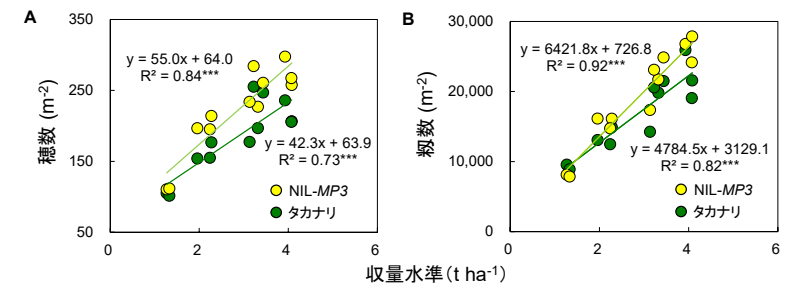 A
350
250
150
50
0
2
4
6
穂数 (m-2)
y = 55.0x + 64.0
R² = 0.84***
y = 42.3x + 63.9
R² = 0.73***
NIL-MP3
タカナリ
B
30,000
20,000
10,000
0
0
2
4
6
籾数 (m-2)
y = 6421.8x + 726.8
R² = 0.92***
y = 4784.5x + 3129.1
R² = 0.82***
NIL-MP3
タカナリ
収量水準(t ha-1)